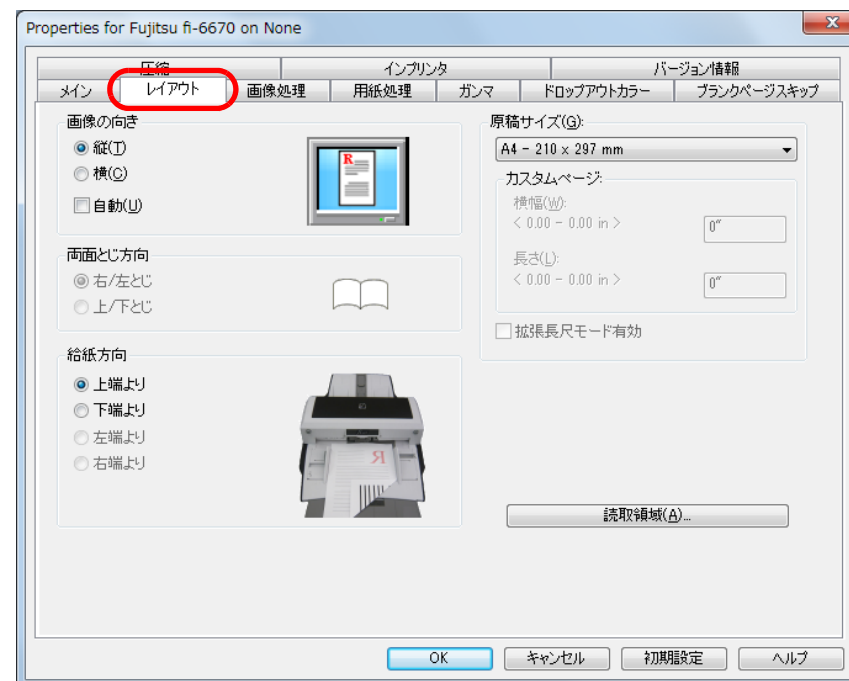 Properties for Fujitsu fi-6670 on None
圧縮
インプリンタ
バージョン情報
メイン
レイアウト
画像処理
用紙処理
ガンマ
ドロップアウトカラー
ブランクページスキップ
画像の向き
縦(T)
横(C)
自動(U)
R
両面とじ方向
右/左とじ
上/下とじ
給紙方向
上端より
下端より
左端より
右端より
R
原稿サイズ(G):
A4 - 210 x 297 mm
カスタムページ:
横幅(W):
< 0.00 - 0.00 in >
0"
長さ(L):
< 0.00 - 0.00 in >
0"
拡張長尺モード有効
読取領域(A)...
OK
キャンセル
初期設定
ヘルプ